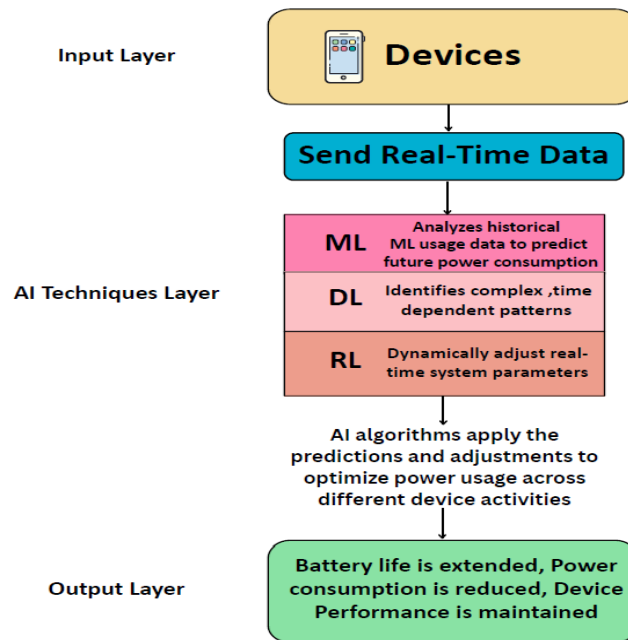 Input Layer
Devices
Send Real-Time Data
AI Techniques Layer
ML
Analyzes historical
ML usage data to predict
future power consumption
DL
Identifies complex ,time
dependent patterns
RL
Dynamically adjust real-
time system parameters
AI algorithms apply the
predictions and adjustments to
optimize power usage across
different device activities
Output Layer
Battery life is extended, Power
consumption is reduced, Device
Performance is maintained